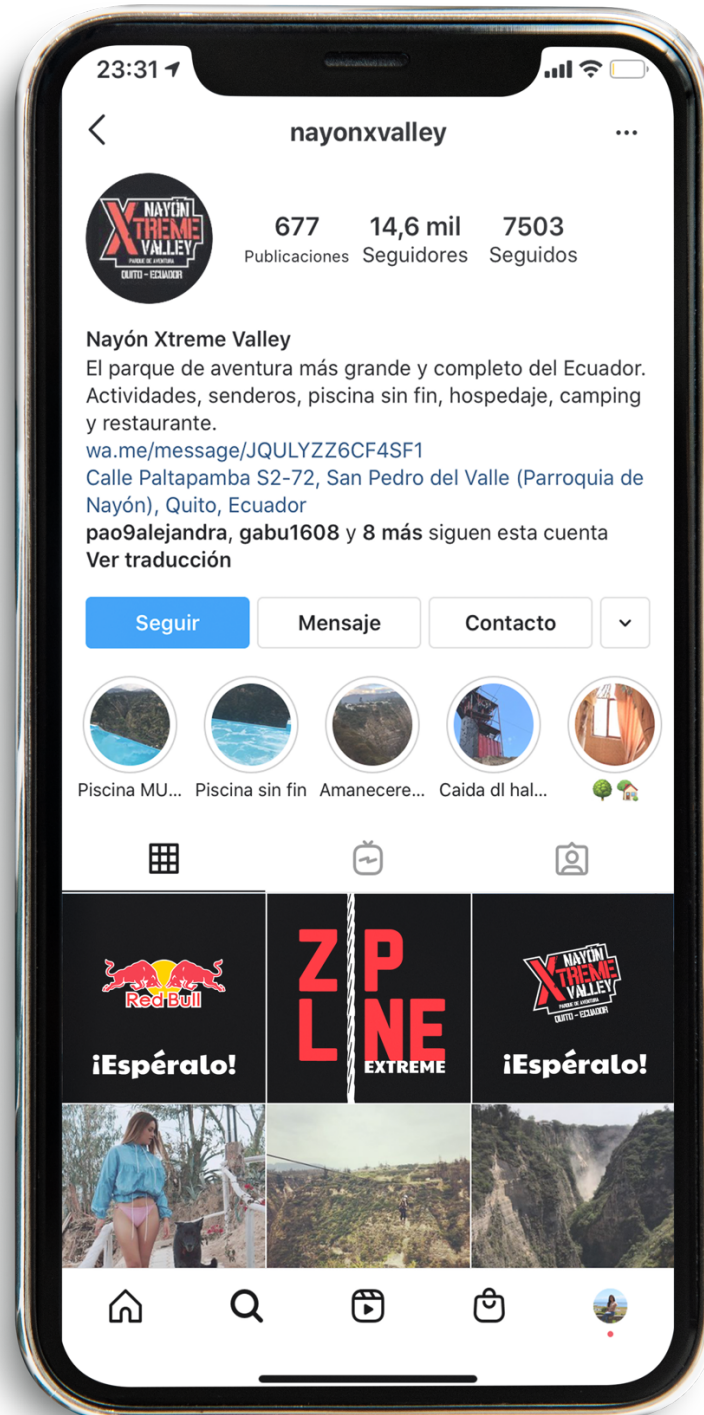 23:31
nayonxvalley
...
NAYÓN
XTREME
VALLEY
PARQUE DE AVENTURA
QUITO - ECUADOR
677 14,6 mil 7503
Publicaciones Seguidores Seguidos
Nayón Xtreme Valley
El parque de aventura más grande y completo del Ecuador.
Actividades, senderos, piscina sin fin, hospedaje, camping
y restaurante.
wa.me/message/JQULYZZ6CF4SF1
Calle Paltapamba S2-72, San Pedro del Valle (Parroquia de
Nayón), Quito, Ecuador
pao9alejandra, gabu1608 y 8 más siguen esta cuenta
Ver traducción
Seguir Mensaje Contacto
Piscina MU... Piscina sin fin Amanecere... Caida dl hal...
Red Bull
¡Espéralo!
Z P
L NE
EXTREME
NAYÓN
XTREME
VALLEY
PARQUE DE AVENTURA
QUITO - ECUADOR
¡Espéralo!